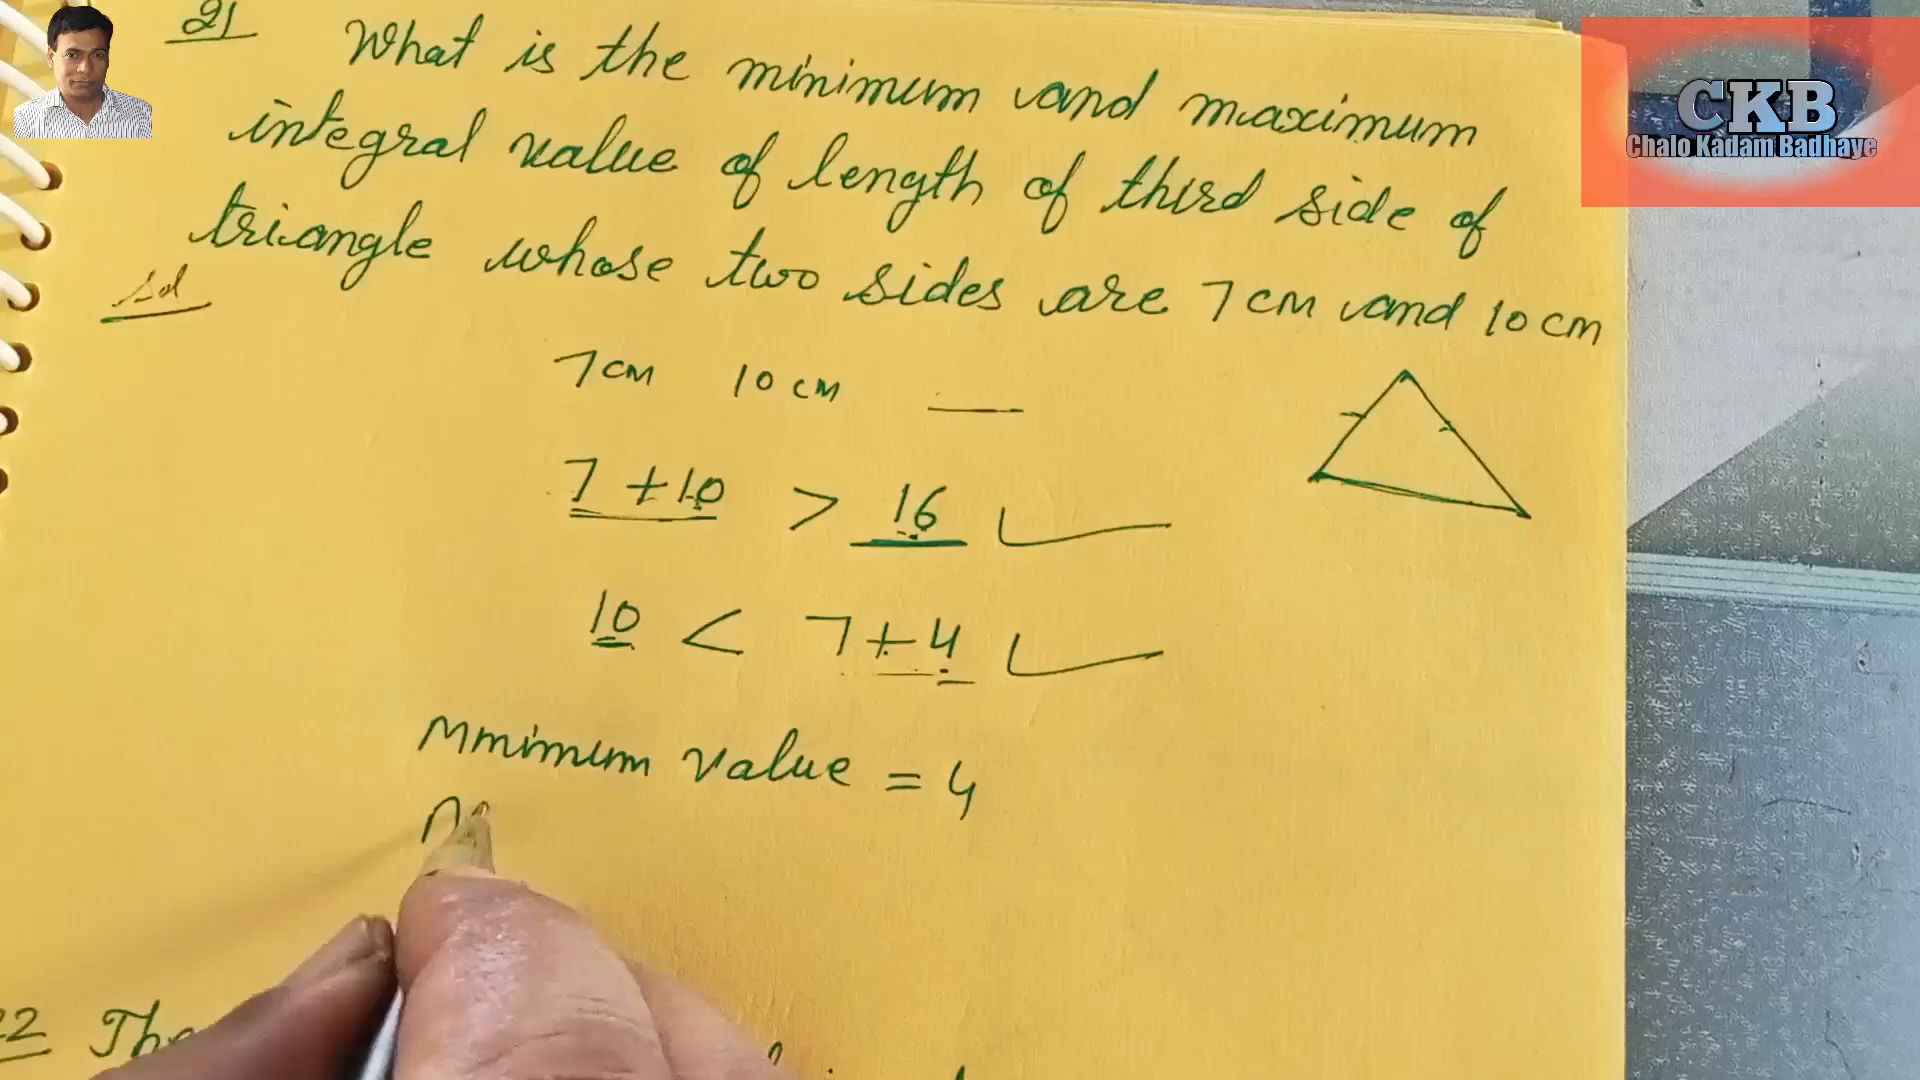 21 What is the minimum and maximum
integral value of length of third side of
triangle whose two sides are 7 cm and 10 cm
Sol
7 cm 10 cm
7 + 10 > 16
10 < 7 + 4
Minimum value = 4
22 The
CKB
Chalo Kadam Badhaye